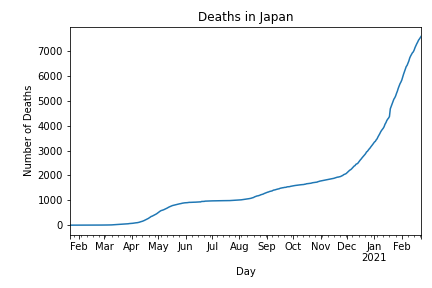 Deaths in Japan
Number of Deaths
7000
6000
5000
4000
3000
2000
1000
0
Feb Mar Apr May Jun Jul Aug Sep Oct Nov Dec Jan Feb
2021
Day